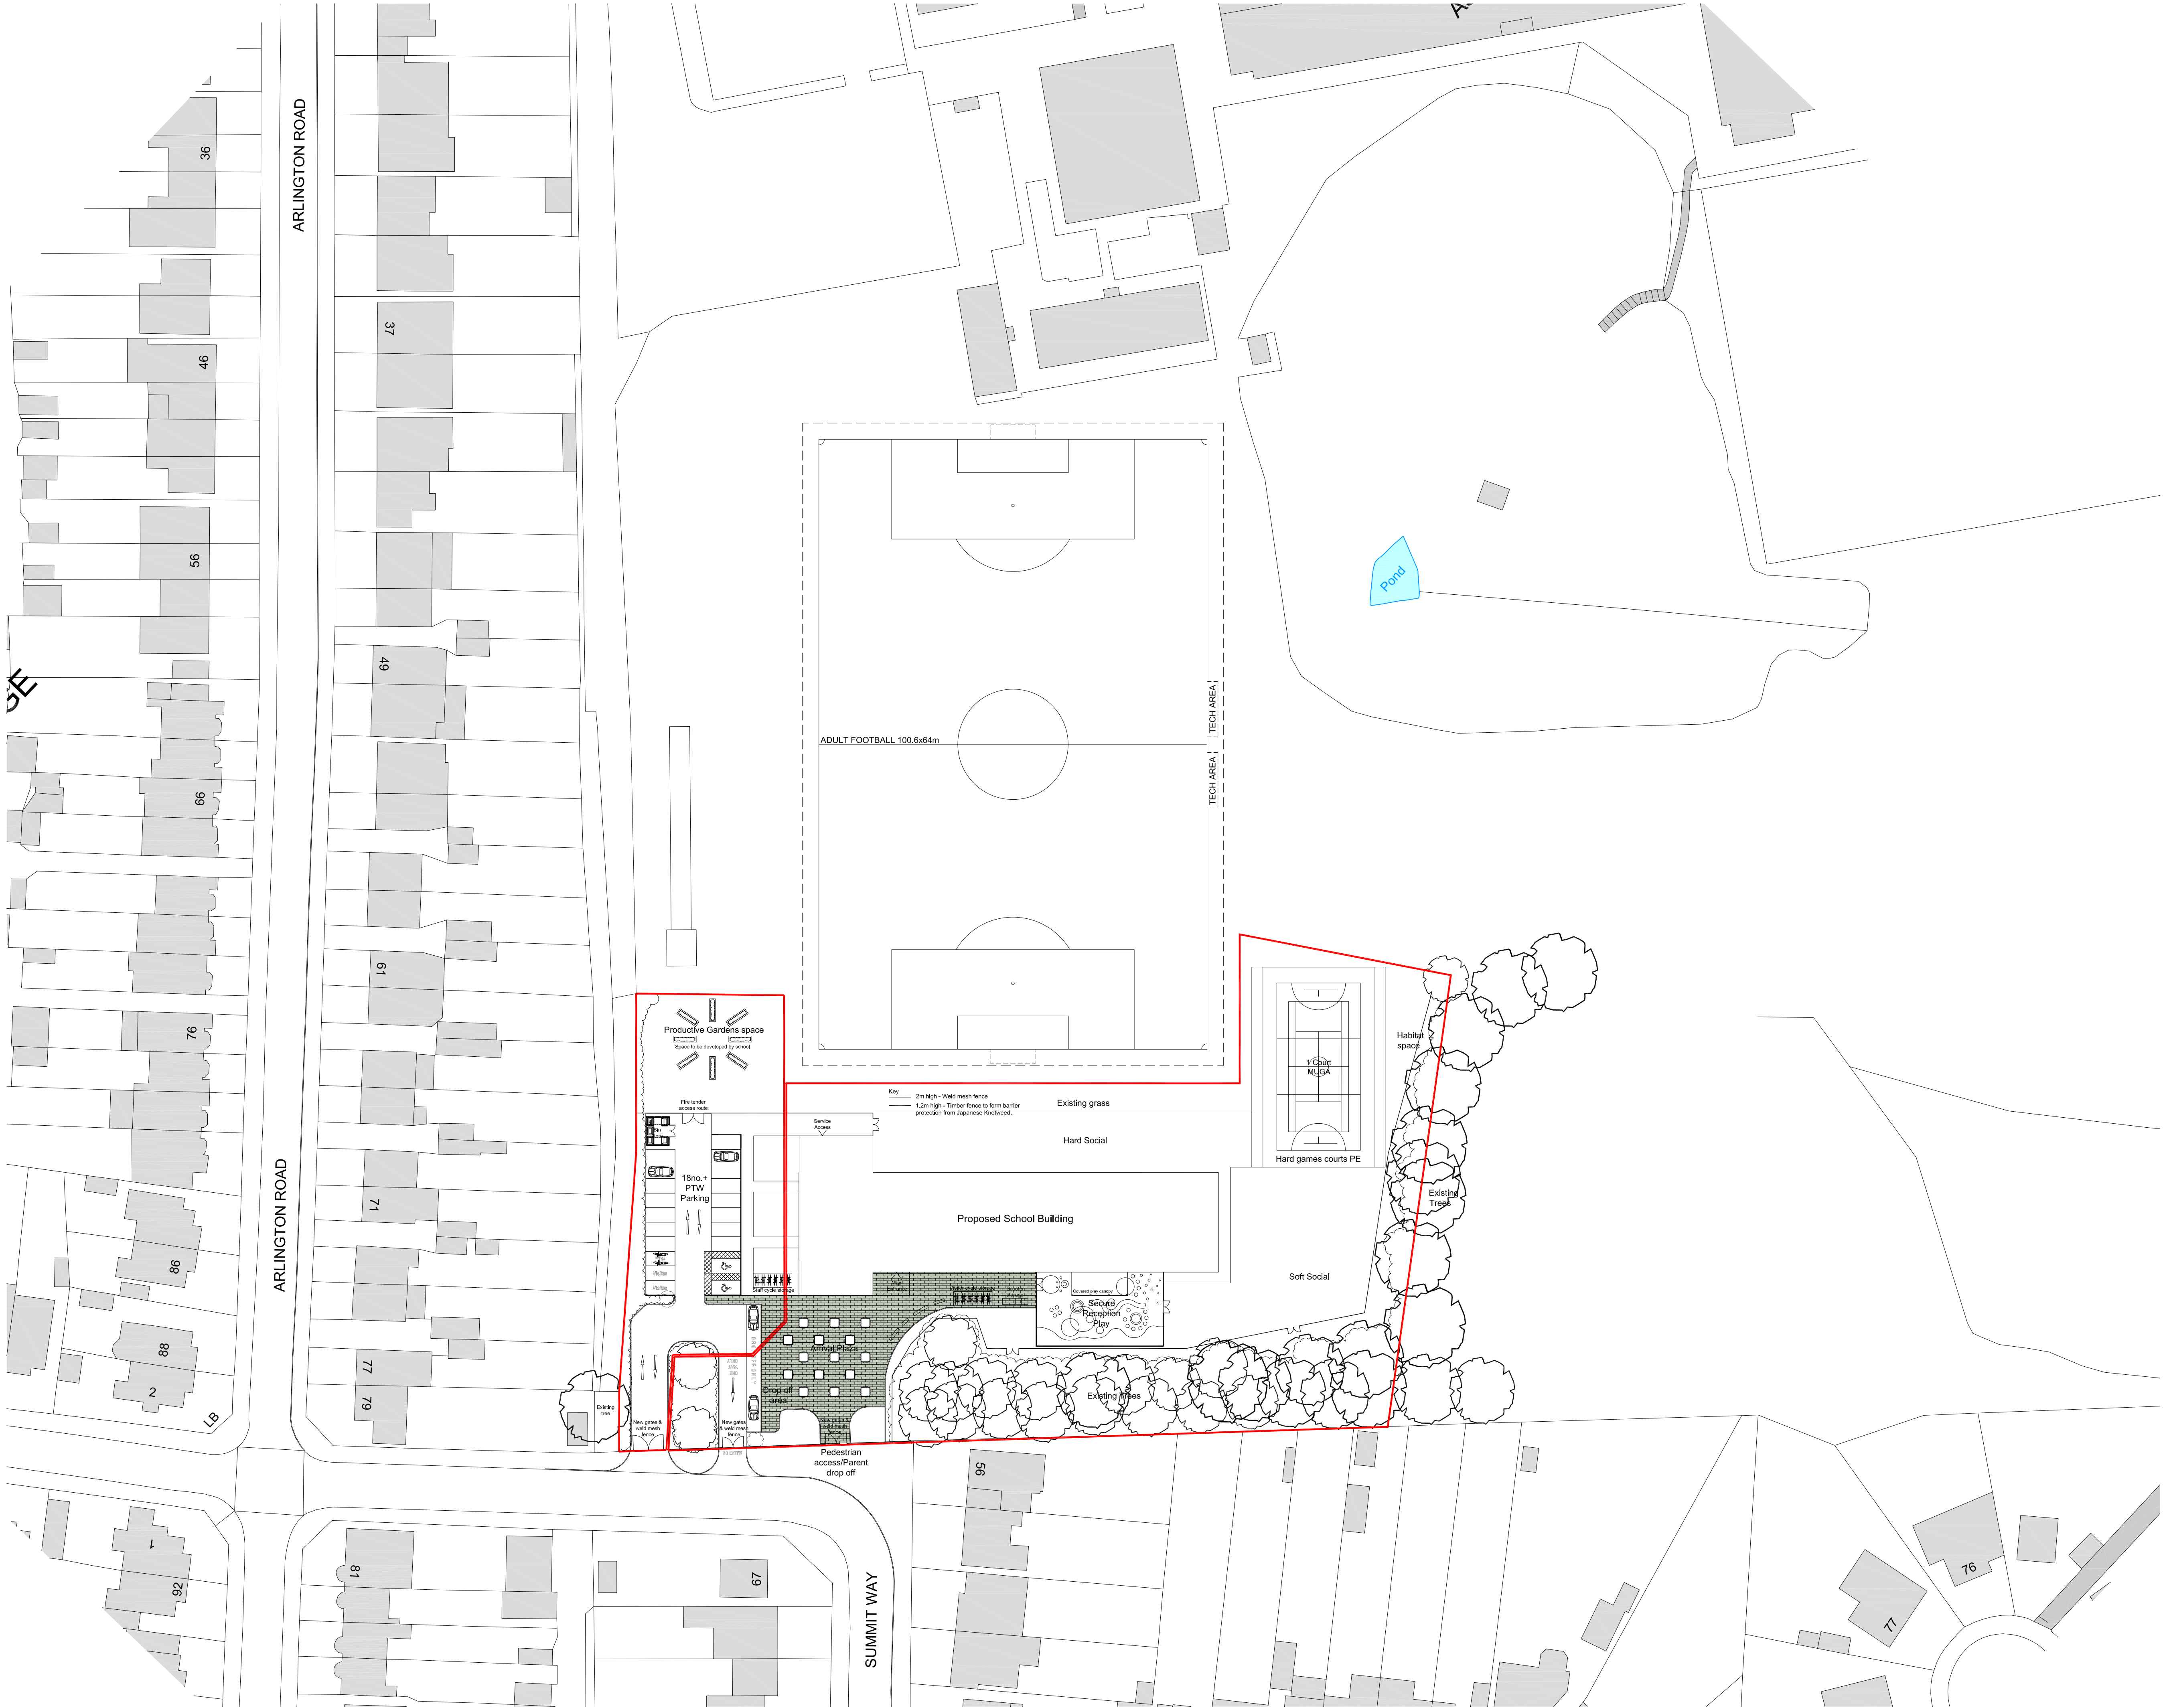 ARLINGTON ROAD
36
37
46
56
49
66
ADULT FOOTBALL 100.6x64m
TECH AREA
TECH AREA
Pond
61
76
Productive Gardens space
Space to be developed by school
Fire tender
access route
Key
2m high - Weld mesh fence
1.2m high - Timber fence to form barrier
protection from Japanese Knotweed.
Existing grass
Service
Access
Hard Social
1 Court
MUGA
Hard games courts PE
Habitat
space
Existing
Trees
18no.+
PTW
Parking
Visitor
Visitor
Staff cycle storage
Proposed School Building
Soft Social
Covered play canopy
Secure
Reception
Play
Arrival Plaza
Drop off
area
Existing Trees
Existing
tree
New gates &
weld mesh
fence
New gates
& weld mesh
fence
Pedestrian
access/Parent
drop off
ARLINGTON ROAD
71
86
88
2
LB
77
79
1
92
81
79
56
SUMMIT WAY
76
77